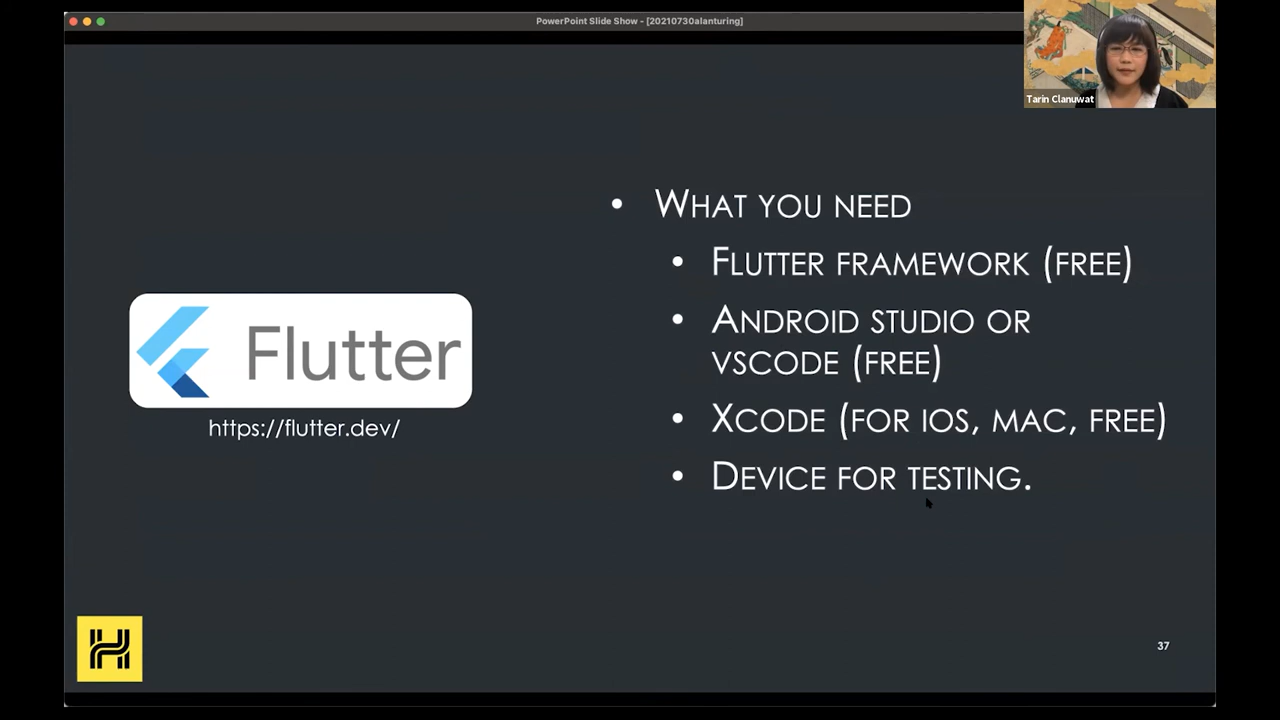 PowerPoint Slide Show - [20210730alanturing]
Tarin Clanuwat
• What you need
• Flutter framework (free)
• Android studio or
vscode (free)
• Xcode (for ios, mac, free)
• Device for testing.
Flutter
https://flutter.dev/
H
37